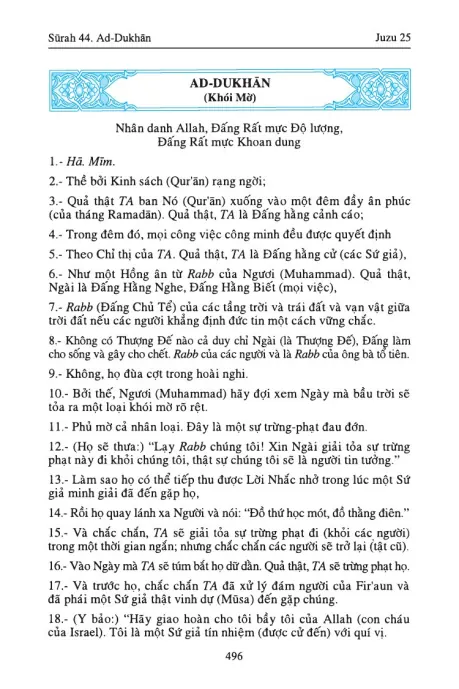 Sūrah 44. Ad-Dukhān
Juzu 25
AD-DUKHĀN
(Khói Mờ)
Nhân danh Allah, Đấng Rất mực Độ lượng,
Đấng Rất mực Khoan dung
1.- Hā. Mīm.
2.- Thề bởi Kinh sách (Qur'ān) rạng ngời;
3.- Quả thật TA ban Nó (Qur'ān) xuống vào một đêm đầy ân phúc
(của tháng Ramadān). Quả thật, TA là Đấng hằng cảnh cáo;
4.- Trong đêm đó, mọi công việc công minh đều được quyết định
5.- Theo Chỉ thị của TA. Quả thật, TA là Đấng hằng cử (các Sứ giả),
6.- Như một Hồng ân từ Rabb của Ngươi (Muhammad). Quả thật,
Ngài là Đấng Hằng Nghe, Đấng Hằng Biết (mọi việc),
7.- Rabb (Đấng Chủ Tể) của các tầng trời và trái đất và vạn vật giữa
trời đất nếu các người khẳng định đức tin một cách vững chắc.
8.- Không có Thượng Đế nào cả duy chỉ Ngài (là Thượng Đế), Đấng làm
cho sống và gây cho chết. Rabb của các người và là Rabb của ông bà tổ tiên.
9.- Không, họ đùa cợt trong hoài nghi.
10.- Bởi thế, Ngươi (Muhammad) hãy đợi xem Ngày mà bầu trời sẽ
tỏa ra một loại khói mờ rõ rệt.
11.- Phủ mờ cả nhân loại. Đây là một sự trừng-phạt đau đớn.
12.- (Họ sẽ thưa:) “Lạy Rabb chúng tôi! Xin Ngài giải tỏa sự trừng
phạt này đi khỏi chúng tôi, thật sự chúng tôi sẽ là người tin tưởng.”
13.- Làm sao họ có thể tiếp thu được Lời Nhắc nhở trong lúc một Sứ
giả minh giải đã đến gặp họ,
14.- Rồi họ quay lánh xa Người và nói: “Đồ thứ học mót, đồ thằng điên.”
15.- Và chắc chắn, TA sẽ giải tỏa sự trừng phạt đi (khỏi các người)
trong một thời gian ngắn; nhưng chắc chắn các người sẽ trở lại (tật cũ).
16.- Vào Ngày mà TA sẽ túm bắt họ dữ dằn. Quả thật, TA sẽ trừng phạt họ.
17.- Và trước họ, chắc chắn TA đã xử lý đám người của Fir'aun và
đã phái một Sứ giả thật vinh dự (Mūsa) đến gặp chúng.
18.- (Y bảo:) “Hãy giao hoàn cho tôi bầy tôi của Allah (con cháu
của Israel). Tôi là một Sứ giả tín nhiệm (được cử đến) với quí vị.
496